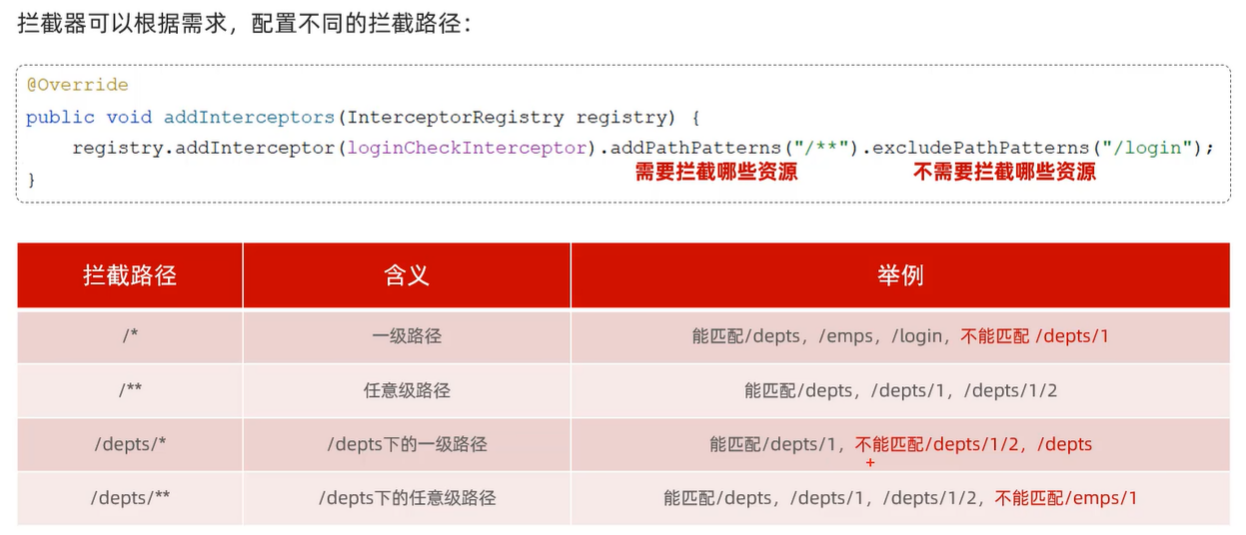 拦截器可以根据需求，配置不同的拦截路径：
@Override
public void addInterceptors(InterceptorRegistry registry) {
registry.addInterceptor(loginCheckInterceptor).addPathPatterns("/**").excludePathPatterns("/login");
需要拦截哪些资源 不需要拦截哪些资源
}
拦截路径 含义 举例
/* 一级路径 能匹配/depts，/emps，/login，不能匹配 /depts/1
/** 任意级路径 能匹配/depts，/depts/1，/depts/1/2
/depts/* /depts下的一级路径 能匹配/depts/1，不能匹配/depts/1/2，/depts
/depts/** /depts下的任意级路径 能匹配/depts，/depts/1，/depts/1/2，不能匹配/emps/1